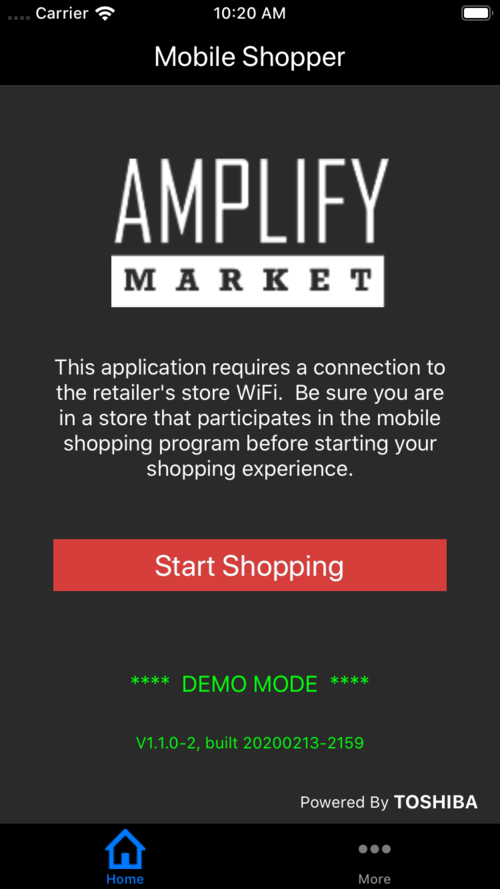 Carrier 10:20 AM
Mobile Shopper
AMPLIFY
MARKET
This application requires a connection to
the retailer's store WiFi.  Be sure you are
in a store that participates in the mobile
shopping program before starting your
shopping experience.
Start Shopping
****  DEMO MODE  ****
V1.1.0-2, built 20200213-2159
Powered By TOSHIBA
Home More